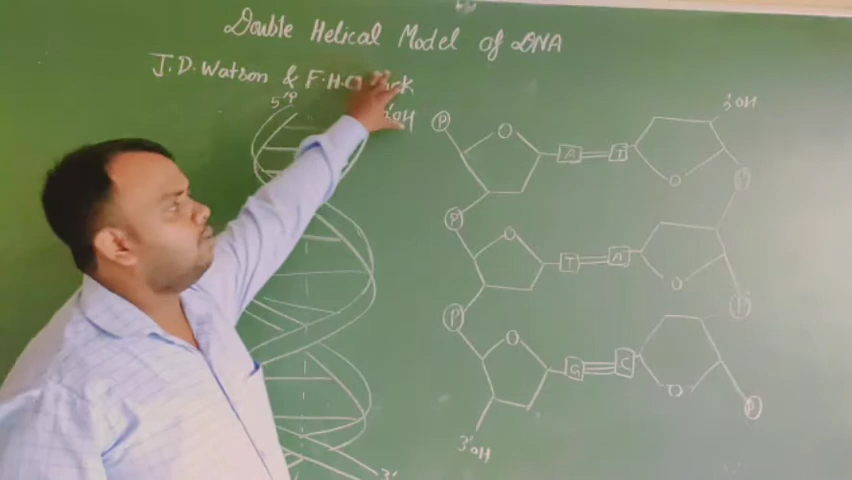 Double Helical Model of DNA
J.D. Watson & F.H.C
5'P
3'OH
P O A T O 3'OH
P
P O T A O
P
P O G C O
P
3'OH
3'